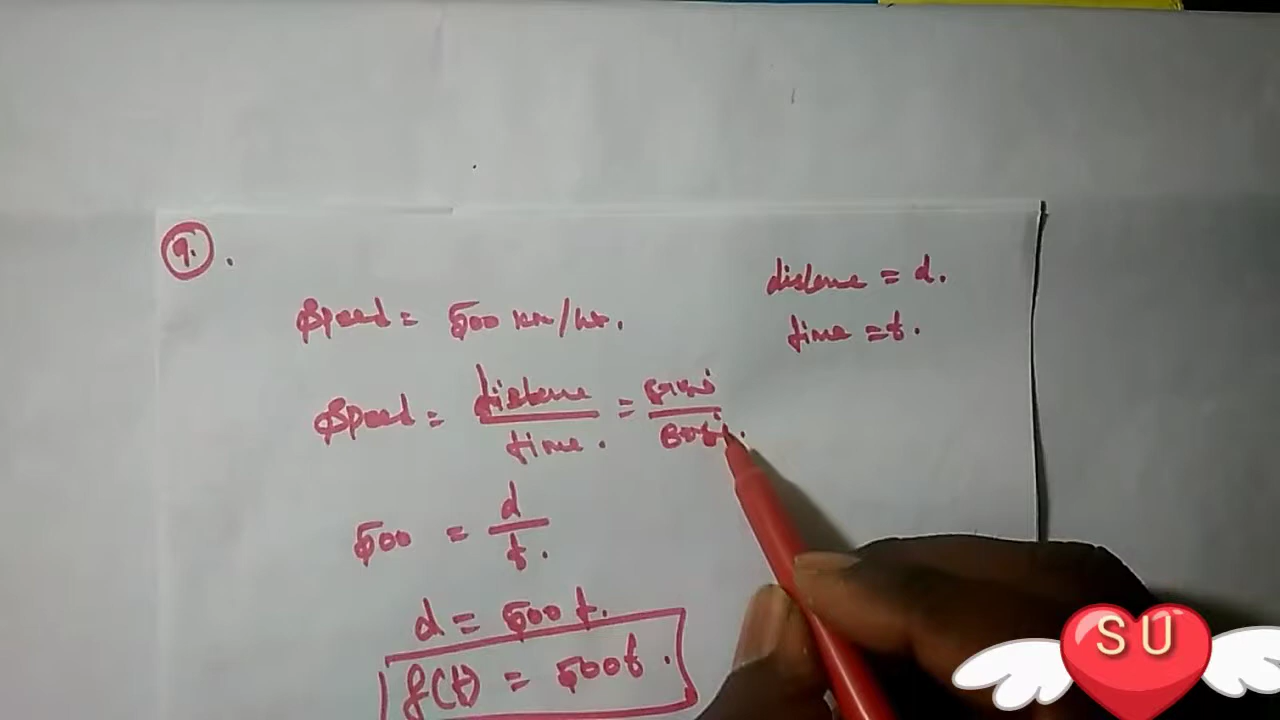 9.
distance = d.
Speed = 500 km/hr.
time = t.
Speed = distance / time.
500 = d / t.
d = 500 t.
f(t) = 500t.
SU